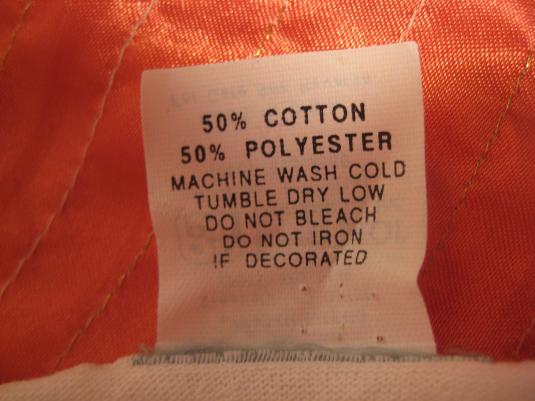 50% COTTON
50% POLYESTER
MACHINE WASH COLD
TUMBLE DRY LOW
DO NOT BLEACH
DO NOT IRON
IF DECORATED